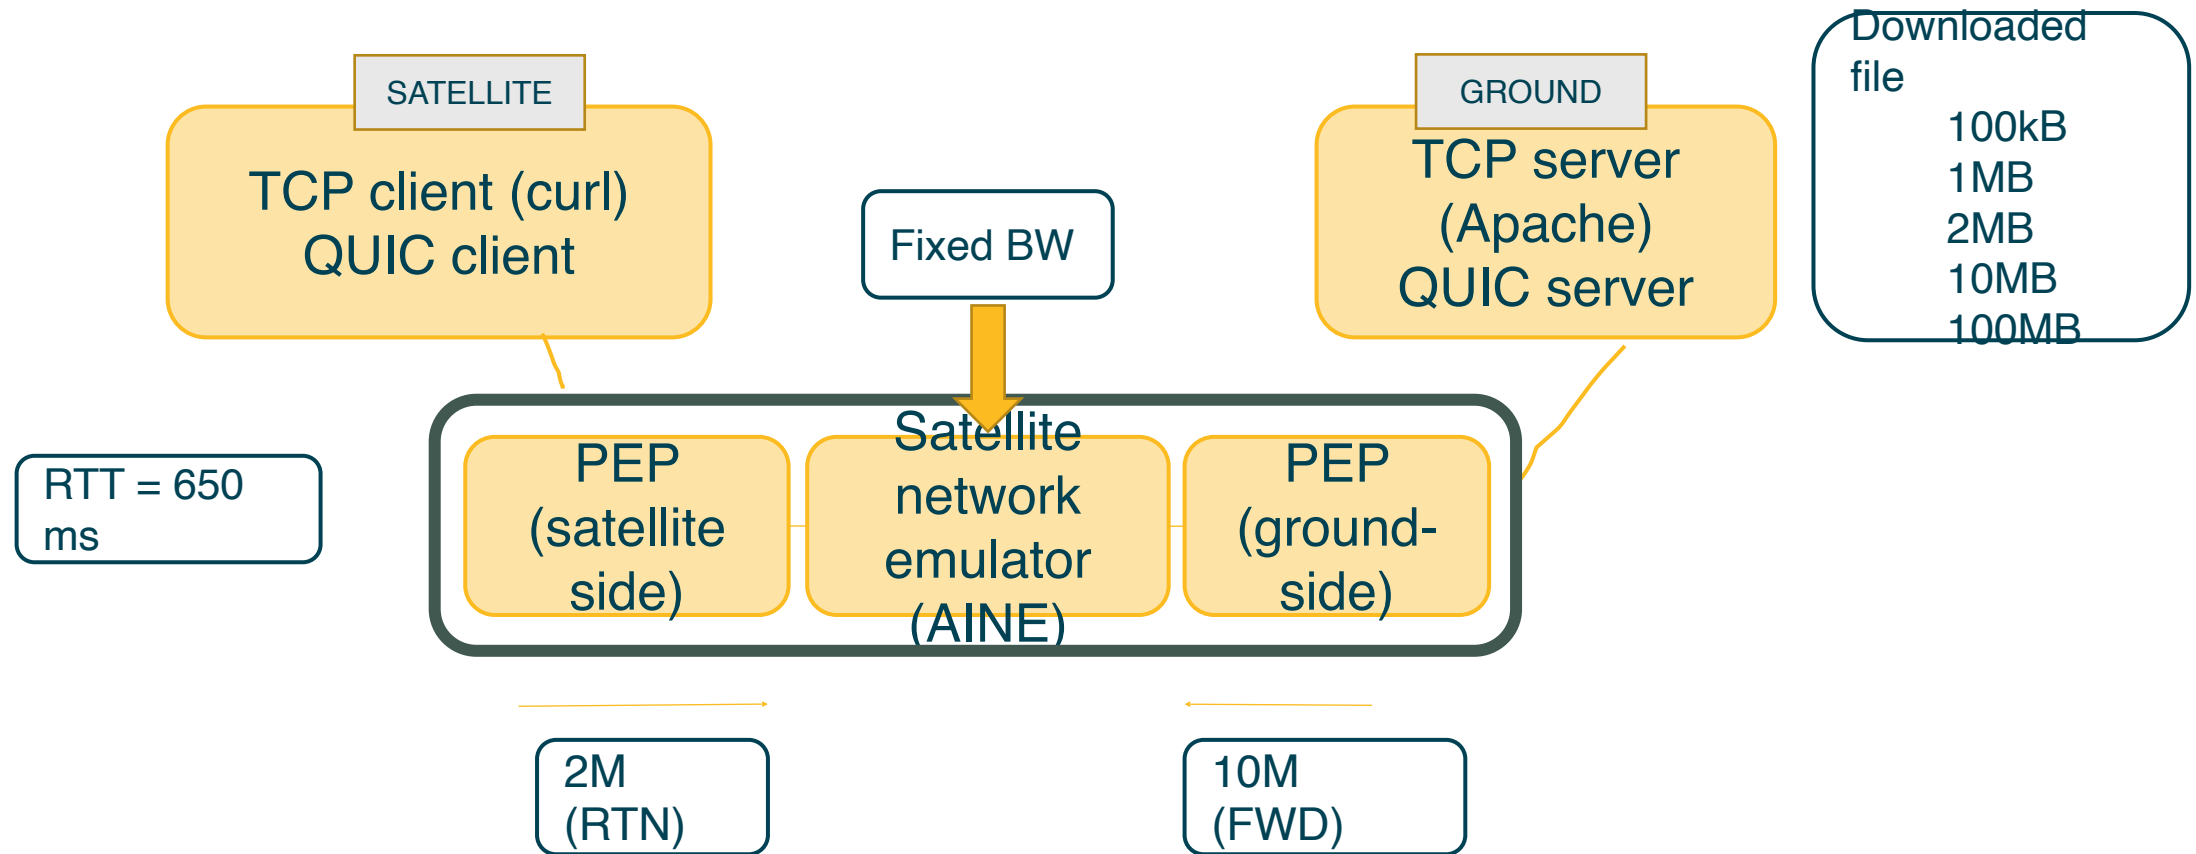 SATELLITE
TCP client (curl)
QUIC client
Fixed BW
GROUND
TCP server
(Apache)
QUIC server
Downloaded
file
100kB
1MB
2MB
10MB
100MB
RTT = 650
ms
PEP
(satellite
side)
Satellite
network
emulator
(AINE)
PEP
(ground-
side)
2M
(RTN)
10M
(FWD)